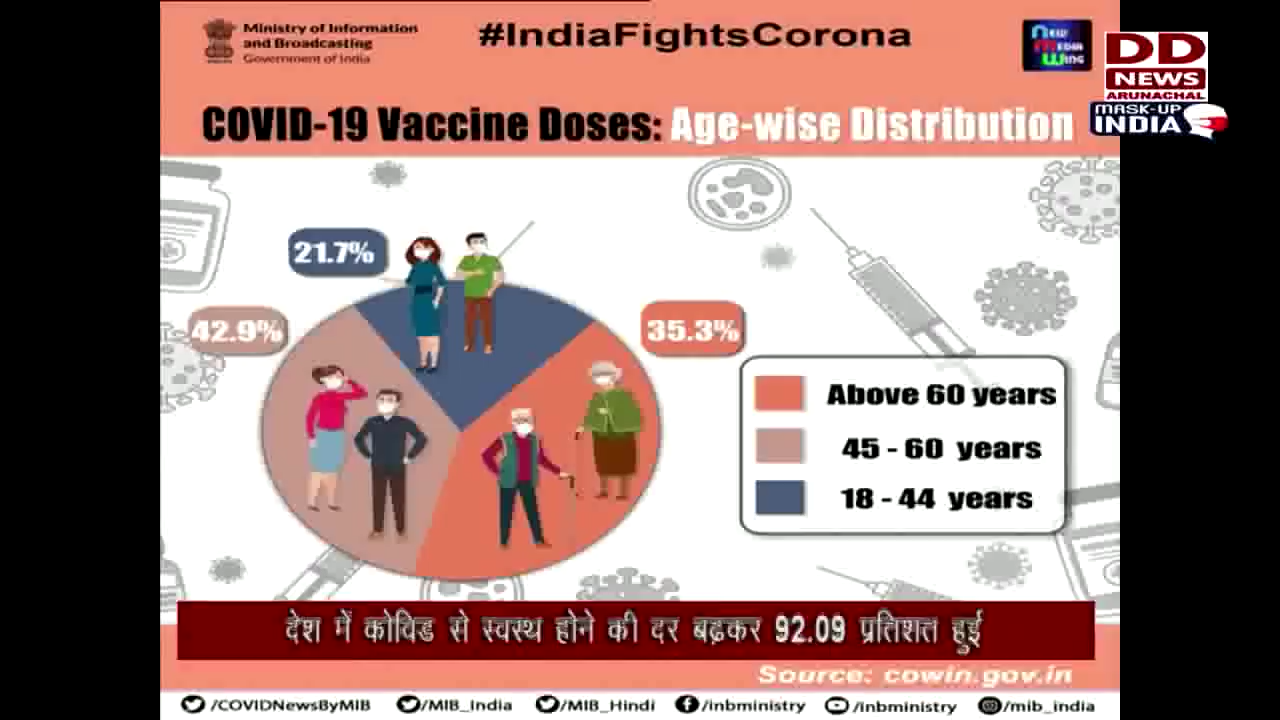 Ministry of Information
and Broadcasting
Government of India
#IndiaFightsCorona
New
Media
Wing
DD
NEWS
ARUNACHAL
MASK-UP
INDIA
COVID-19 Vaccine Doses: Age-wise Distribution
21.7%
42.9%
35.3%
Above 60 years
45 - 60 years
18 - 44 years
देश में कोविड से स्वस्थ होने की दर बढ़कर 92.09 प्रतिशत हुई
Source: cowin.gov.in
/COVIDNewsByMIB /MIB_India /MIB_Hindi /inbministry /inbministry /mib_india